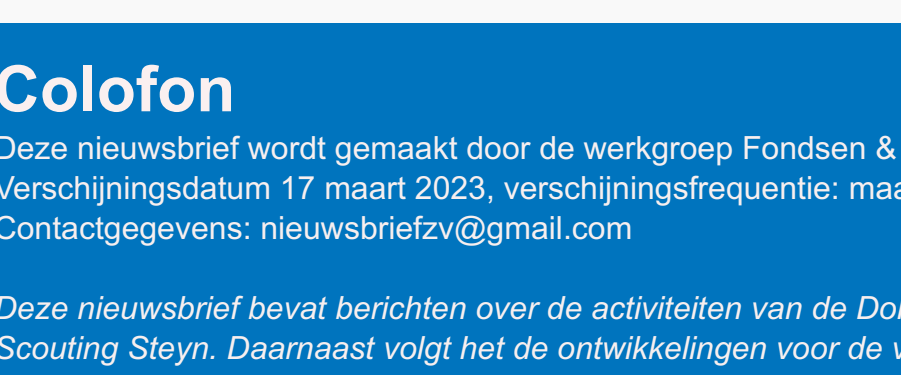 Colofon
Deze nieuwsbrief wordt gemaakt door de werkgroep Fondsen &
Verschijningsdatum 17 maart 2023, verschijningsfrequentie:
Contactgegevens: nieuwsbriefzv@gmail.com
Deze nieuwsbrief bevat berichten over de activiteiten van de
Scouting Steyn. Daarnaast volgt het de ontwikkelingen voor de